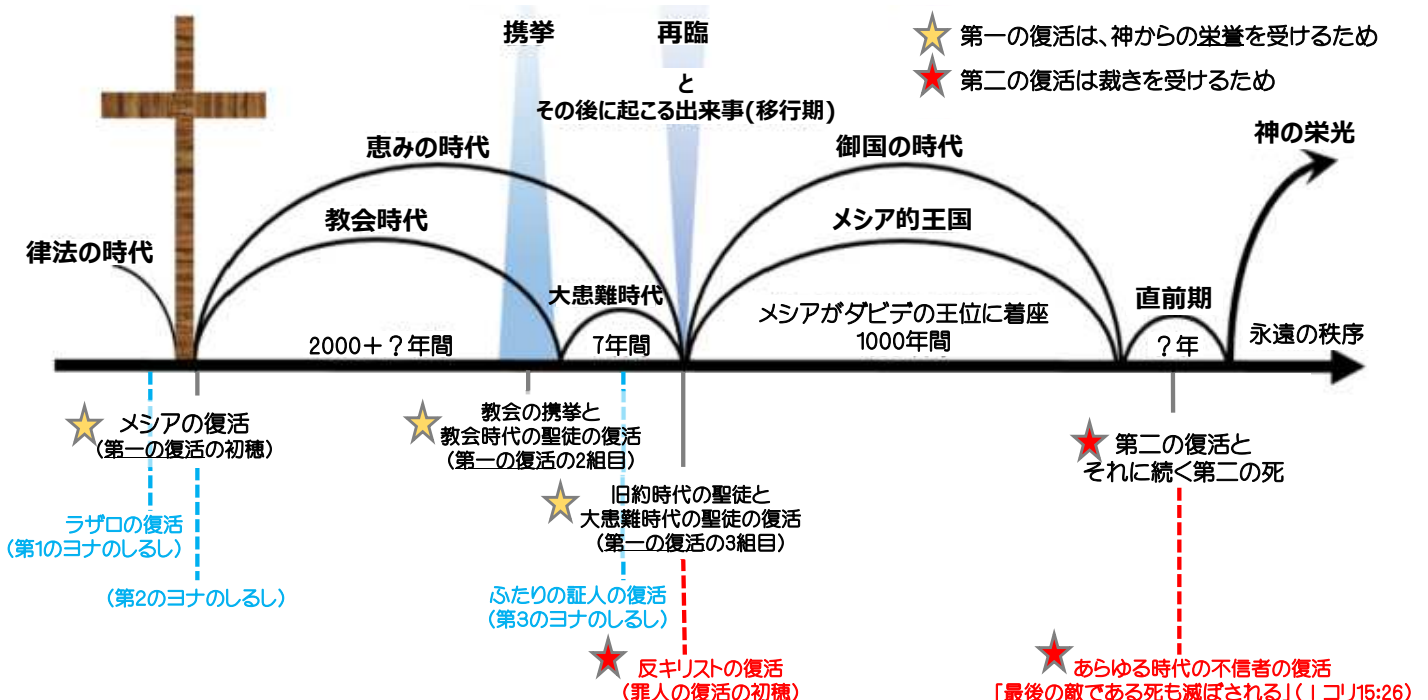 携挙
再臨
と
その後に起こる出来事(移行期)
第一の復活は、神からの栄誉を受けるため
第二の復活は裁きを受けるため
神の栄光
恵みの時代
御国の時代
教会時代
メシア的王国
律法の時代
大患難時代
直前期
メシアがダビデの王位に着座
1000年間
2000＋？年間
7年間
？年
永遠の秩序
メシアの復活
(第一の復活の初穂)
教会の携挙と
教会時代の聖徒の復活
(第一の復活の2組目)
第二の復活と
それに続く第二の死
旧約時代の聖徒と
大患難時代の聖徒の復活
(第一の復活の3組目)
ラザロの復活
(第1のヨナのしるし)
(第2のヨナのしるし)
ふたりの証人の復活
(第3のヨナのしるし)
反キリストの復活
(罪人の復活の初穂)
あらゆる時代の不信者の復活
「最後の敵である死も滅ぼされる」(Ⅰコリ15:26)